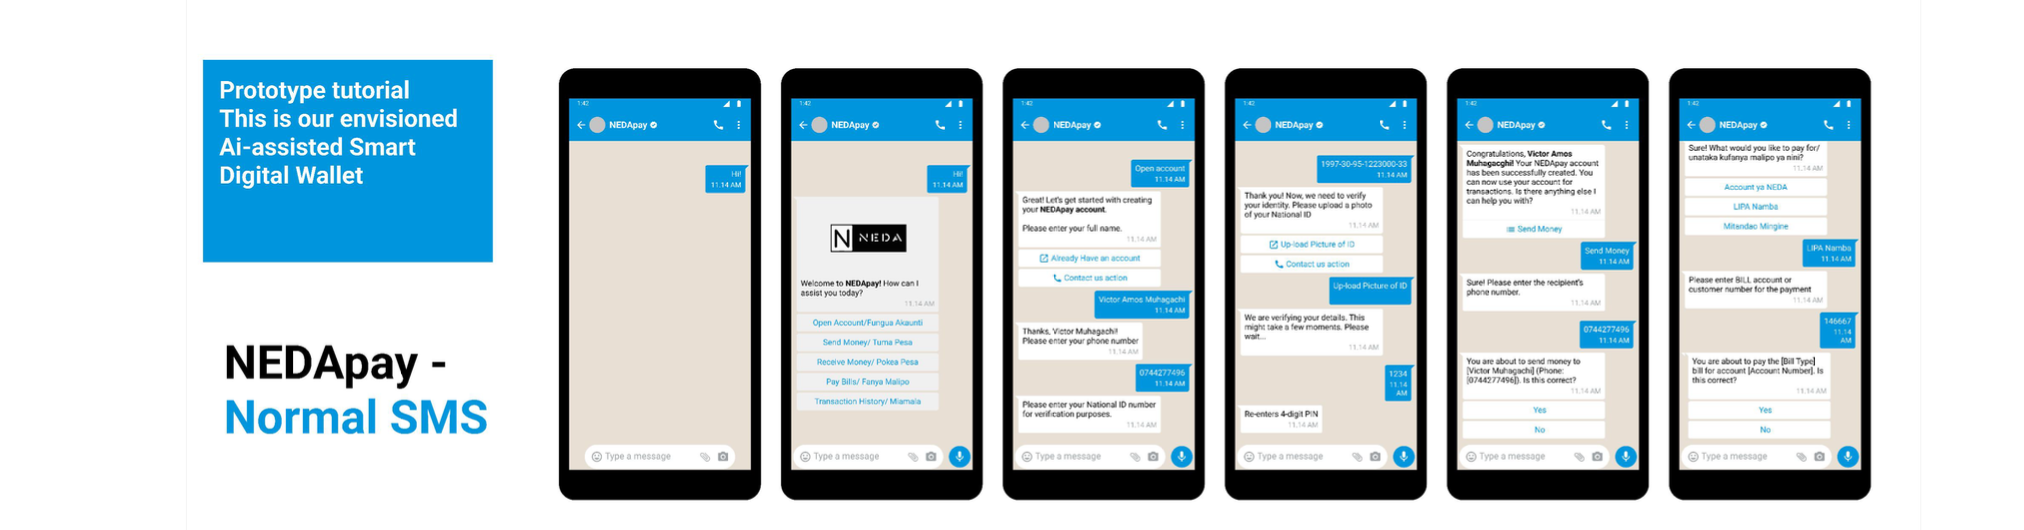 Prototype tutorial
This is our envisioned
Ai-assisted Smart
Digital Wallet
NEDApay -
Normal SMS
1:42
NEDApay
Hi!
11.14 AM
Type a message
1:42
NEDApay
Hi!
11.14 AM
N NEDA
Welcome to NEDApay! How can I
assist you today?
11.14 AM
Open Account/Fungua Akaunti
Send Money/ Tuma Pesa
Receive Money/ Pokea Pesa
Pay Bills/ Fanya Malipo
Transaction History/ Miamala
Type a message
1:42
NEDApay
Open account
11.14 AM
Great! Let's get started with creating
your NEDApay account.
Please enter your full name.
11.14 AM
Already Have an account
Contact us action
Victor Amos Muhagachi
11.14 AM
Thanks, Victor Muhagachi!
Please enter your phone number
11.14 AM
0744277496
11.14 AM
Please enter your National ID number
for verification purposes.
11.14 AM
Type a message
1:42
NEDApay
1997-30-95-1223000-33
11.14 AM
Thank you! Now, we need to verify
your identity. Please upload a photo
of your National ID
11.14 AM
Up-load Picture of ID
Contact us action
Up-load Picture of ID
We are verifying your details. This
might take a few moments. Please
wait...
11.14 AM
1234
11.14
AM
Re-enters 4-digit PIN
11.14 AM
Type a message
1:42
NEDApay
Congratulations, Victor Amos
Muhagacghi! Your NEDApay account
has been successfully created. You
can now use your account for
transactions. Is there anything else I
can help you with?
11.14 AM
Send Money
Send Money
11.14 AM
Sure! Please enter the recipient's
phone number.
11.14 AM
0744277496
11.14 AM
You are about to send money to
[Victor Muhagachi] (Phone:
[0744277496]). Is this correct?
11.14 AM
Yes
No
Type a message
1:42
NEDApay
Sure! What would you like to pay for/
unataka kufanya malipo ya nini?
11.14 AM
Account ya NEDA
LIPA Namba
Mitandao Mingine
LIPA Namba
11.14 AM
Please enter BILL account or
customer number for the payment
11.14 AM
146667
11.14
AM
You are about to pay the [Bill Type]
bill for account [Account Number]. Is
this correct?
11.14 AM
Yes
No
Type a message